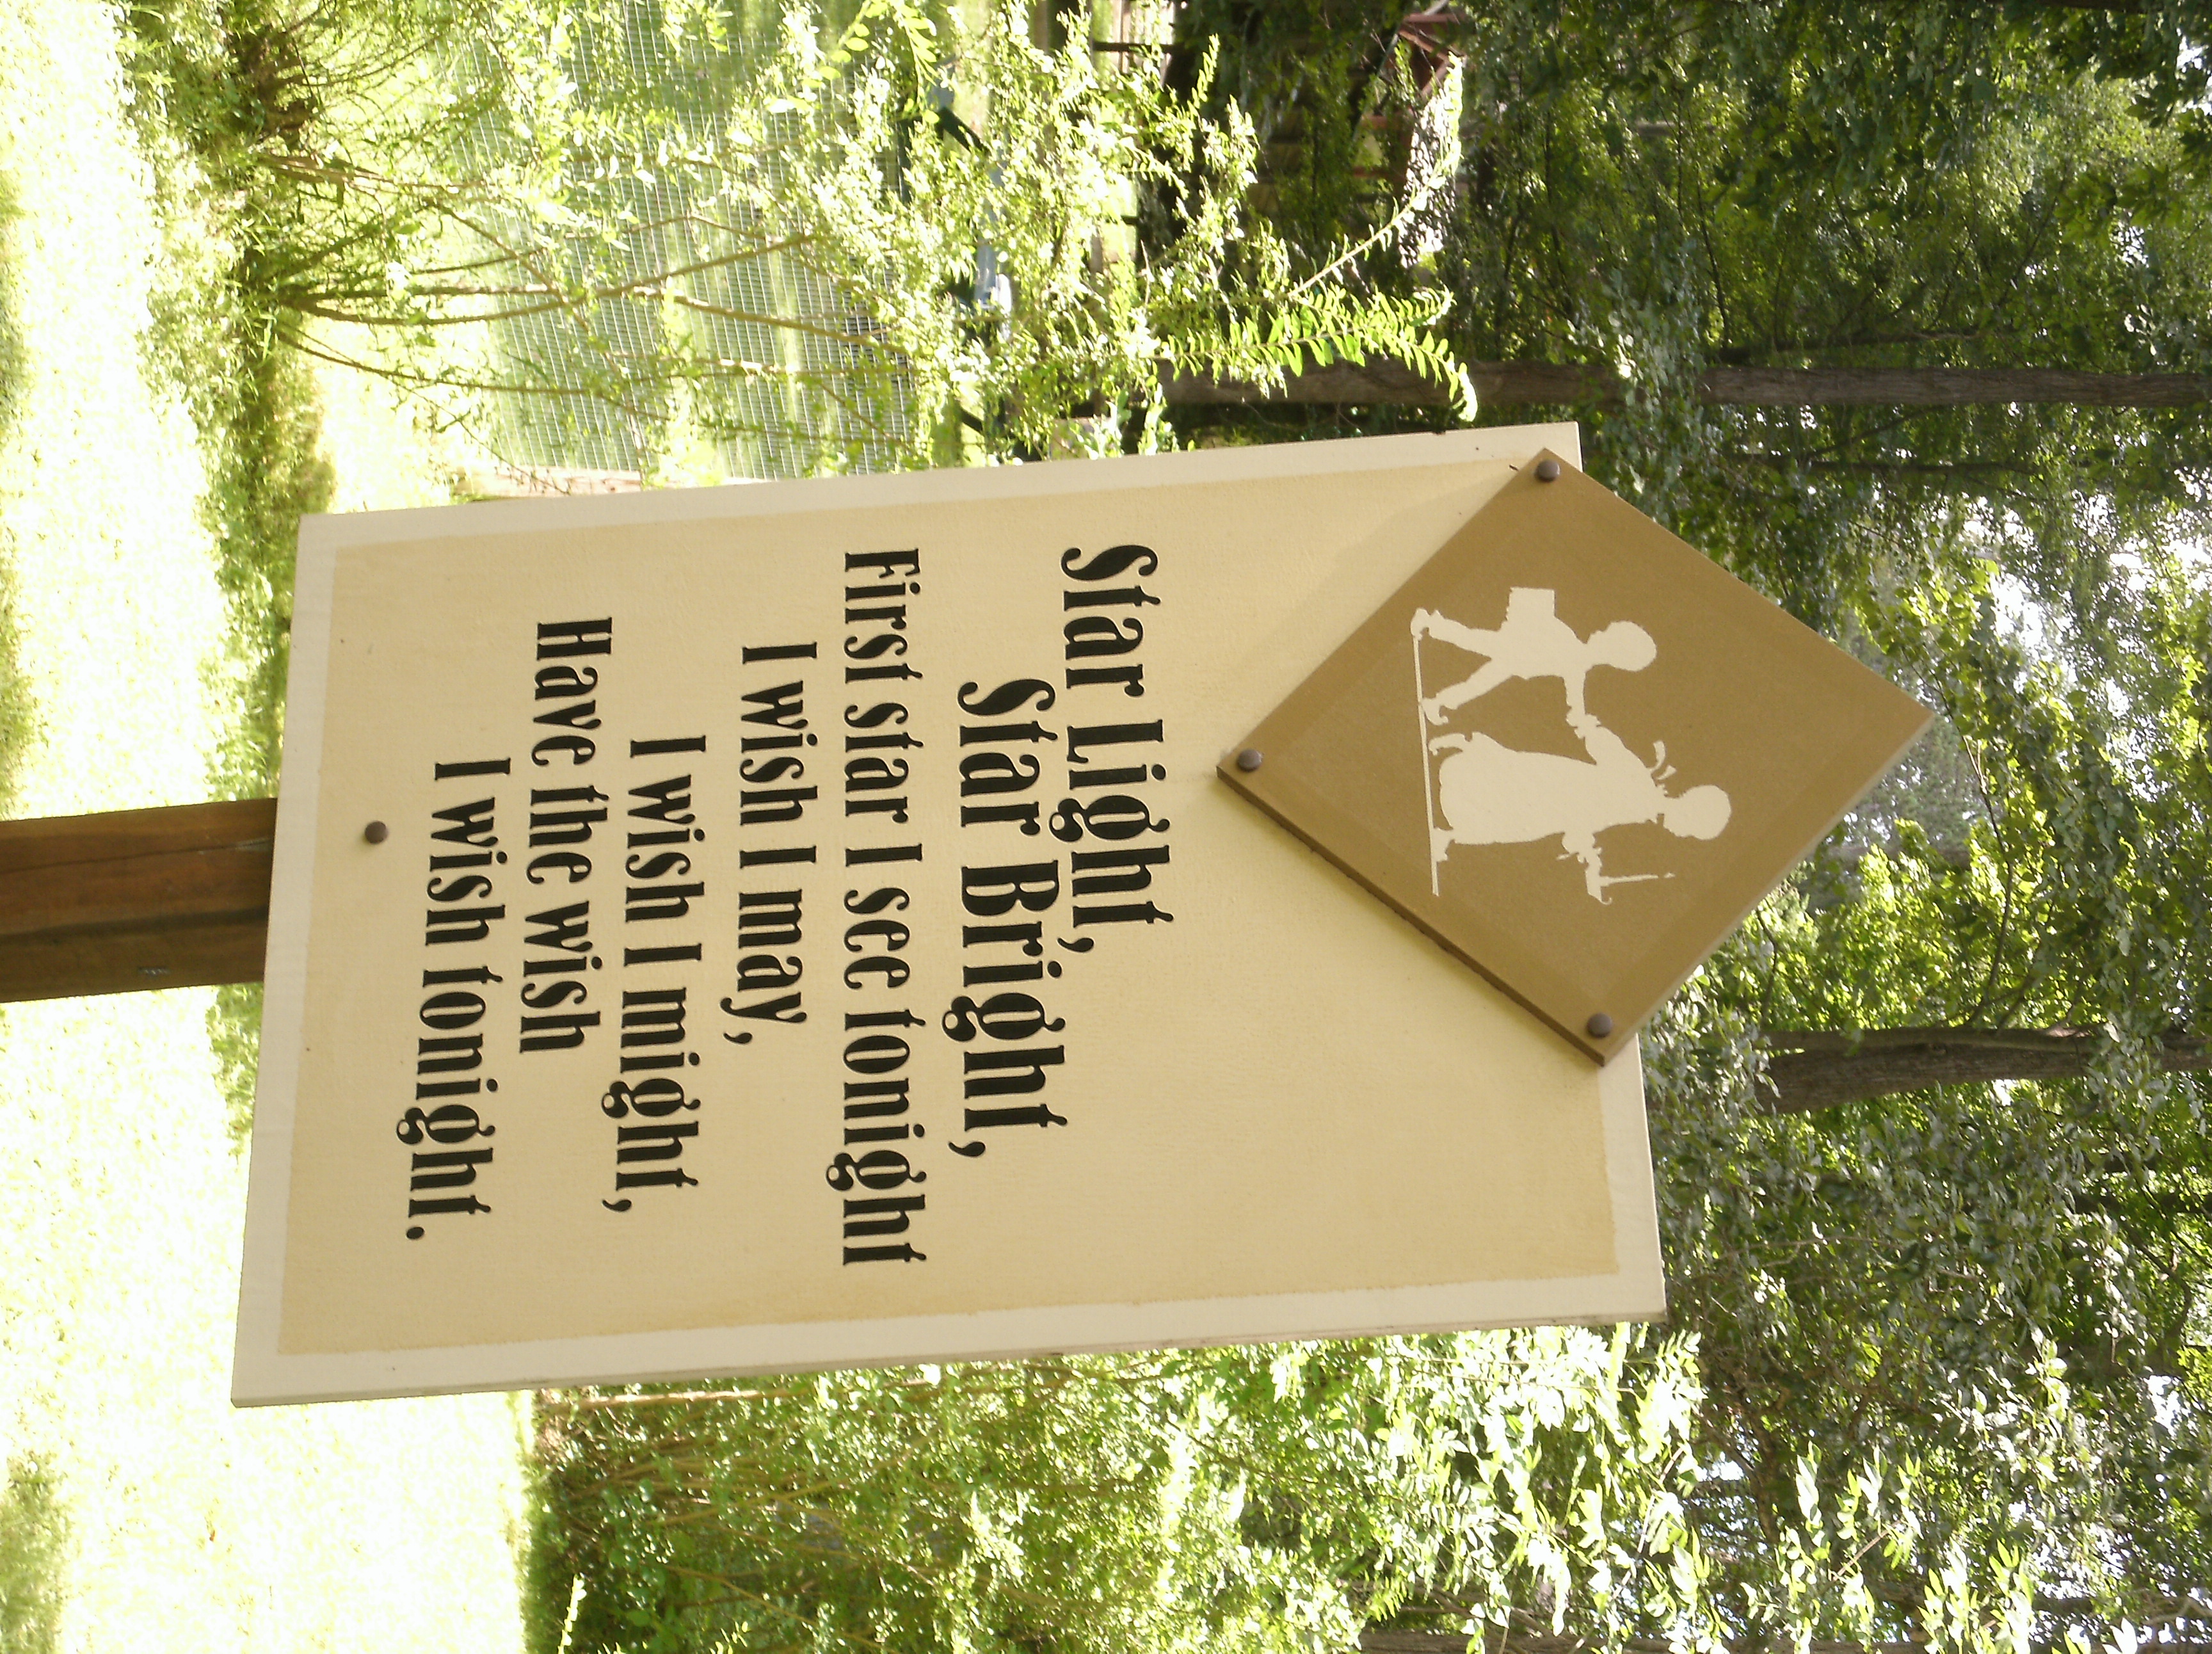 Star Light,
Star Bright,
First star I see tonight
I wish I may,
I wish I might,
Have the wish
I wish tonight.